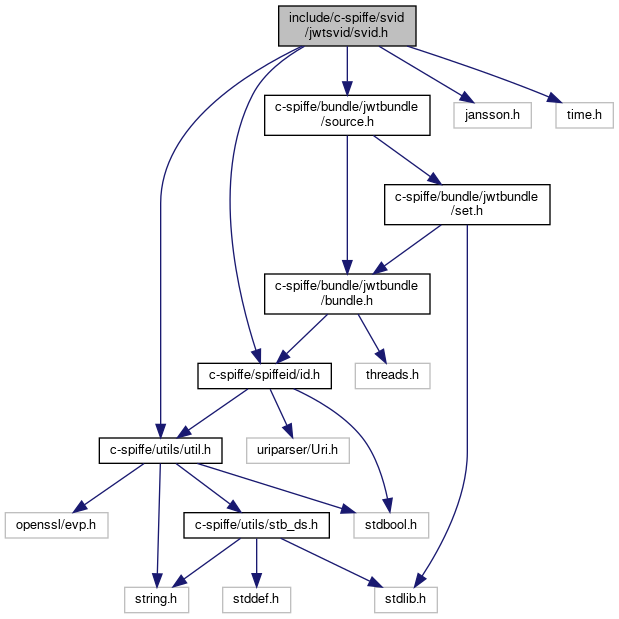 include/c-spiffe/svid
/jwtsvid/svid.h
c-spiffe/bundle/jwtbundle
/source.h
jansson.h
time.h
c-spiffe/bundle/jwtbundle
/set.h
c-spiffe/bundle/jwtbundle
/bundle.h
c-spiffe/spiffeid/id.h
threads.h
c-spiffe/utils/util.h
uriparser/Uri.h
openssl/evp.h
c-spiffe/utils/stb_ds.h
stdbool.h
string.h
stddef.h
stdlib.h